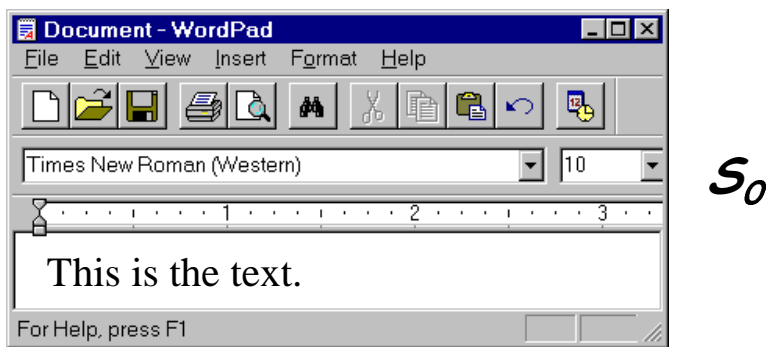 Document - WordPad
File Edit View Insert Format Help
12
Times New Roman (Western) 10
1 2 3
This is the text.
For Help, press F1
S0